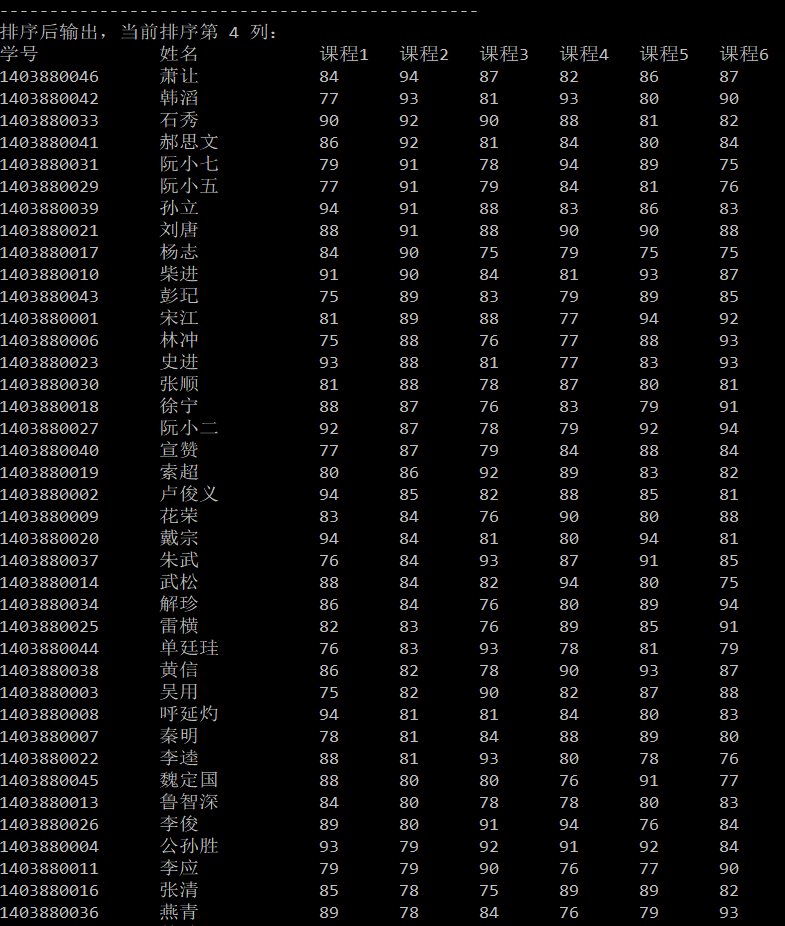 ------------------------------------------------
排序后输出，当前排序第 4 列：
学号 姓名 课程1 课程2 课程3 课程4 课程5 课程6
1403880046 萧让 84 94 87 82 86 87
1403880042 韩滔 77 93 81 93 80 90
1403880033 石秀 90 92 90 88 81 82
1403880041 郝思文 86 92 81 84 80 84
1403880031 阮小七 79 91 78 94 89 75
1403880029 阮小五 77 91 79 84 81 76
1403880039 孙立 94 91 88 83 86 83
1403880021 刘唐 88 91 88 90 90 88
1403880017 杨志 84 90 75 79 75 75
1403880010 柴进 91 90 84 81 93 87
1403880043 彭玘 75 89 83 79 89 85
1403880001 宋江 81 89 88 77 94 92
1403880006 林冲 75 88 76 77 88 93
1403880023 史进 93 88 81 77 83 93
1403880030 张顺 81 88 78 87 80 81
1403880018 徐宁 88 87 76 83 79 91
1403880027 阮小二 92 87 78 79 92 94
1403880040 宣赞 77 87 79 84 88 84
1403880019 索超 80 86 92 89 83 82
1403880002 卢俊义 94 85 82 88 85 81
1403880009 花荣 83 84 76 90 80 88
1403880020 戴宗 94 84 81 80 94 81
1403880037 朱武 76 84 93 87 91 85
1403880014 武松 88 84 82 94 80 75
1403880034 解珍 86 84 76 80 89 94
1403880025 雷横 82 83 76 89 85 91
1403880044 单廷珪 76 83 93 78 81 79
1403880038 黄信 86 82 78 90 93 87
1403880003 吴用 75 82 90 82 87 88
1403880008 呼延灼 94 81 81 84 80 83
1403880007 秦明 78 81 84 88 89 80
1403880022 李逵 88 81 93 80 78 76
1403880045 魏定国 88 80 80 76 91 77
1403880013 鲁智深 84 80 78 78 80 83
1403880026 李俊 89 80 91 94 76 84
1403880004 公孙胜 93 79 92 91 92 84
1403880011 李应 79 79 90 76 77 90
1403880016 张清 85 78 75 89 89 82
1403880036 燕青 89 78 84 76 79 93